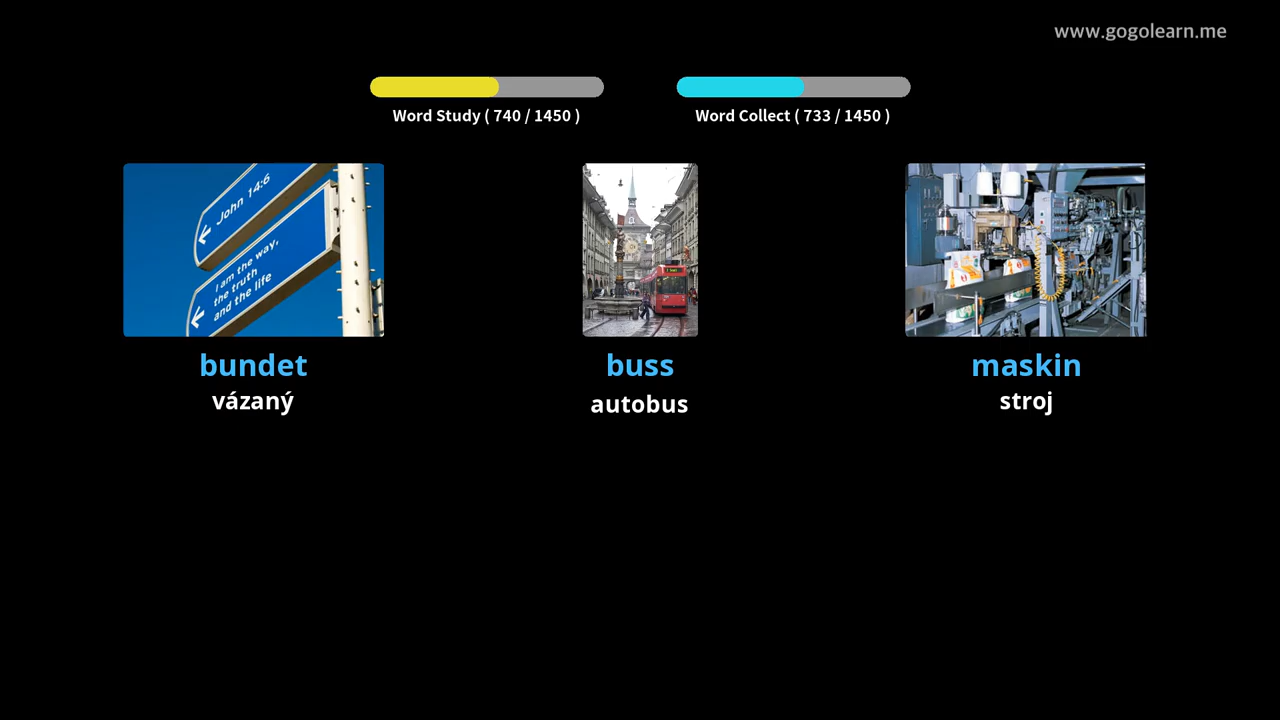 www.gogolearn.me
Word Study ( 740 / 1450 )
Word Collect ( 733 / 1450 )
John 14:6
I am the way,
the truth
and the life
bundet
vázaný
buss
autobus
maskin
stroj